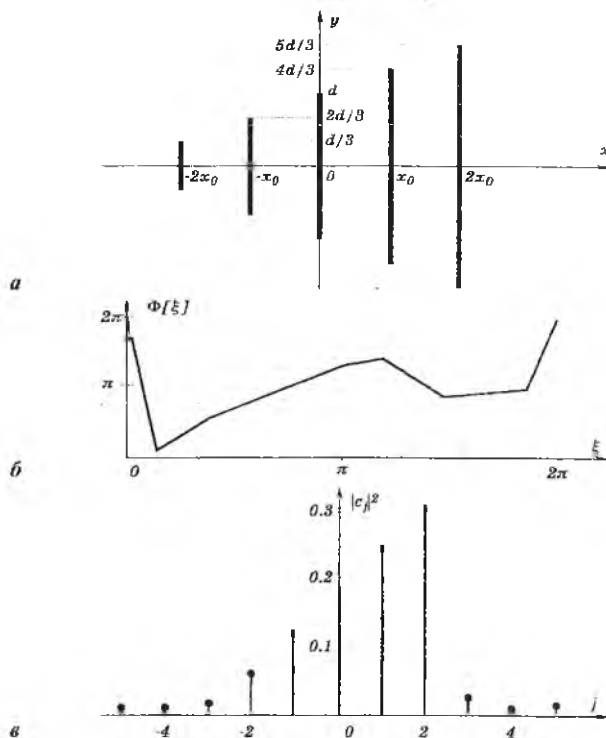 y
5d/3
4d/3
d
2d/3
d/3
x
-2x₀ -x₀ 0 x₀ 2x₀
а
Φ[ξ]
2π
π
ξ
0 π 2π
б
|cⱼ|²
0.3
0.2
0.1
j
-4 -2 0 2 4
в